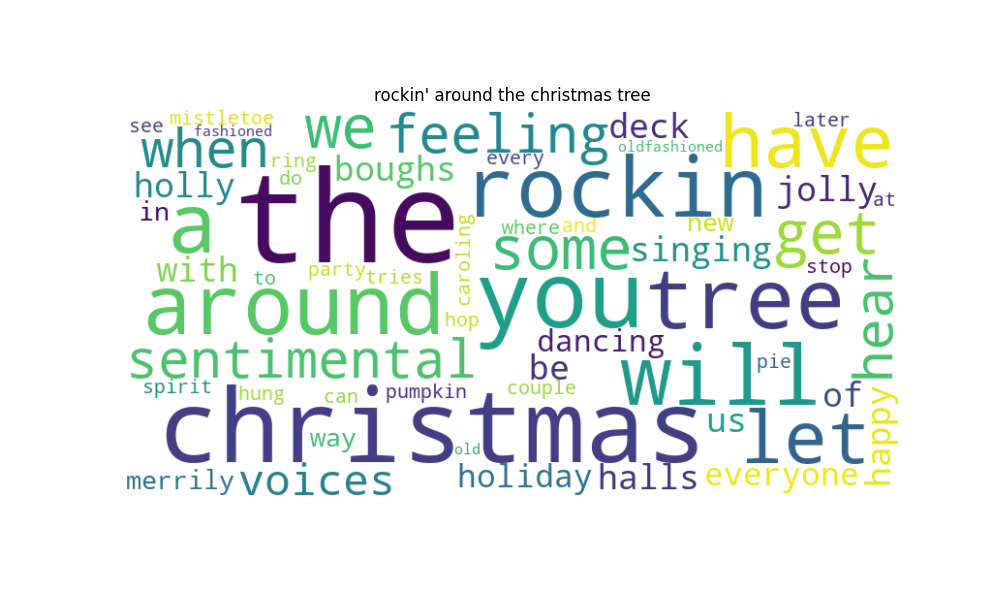 rockin' around the christmas tree
see mistletoe we feeling deck later
when fashioned oldfashioned have
ring every
holly do boughs rockin jolly at
in a the where and new get
caroling some singing
with to party tries stop
around hop you tree hear
dancing
sentimental be will pie
spirit hung can pumpkin couple of
christmas us let happy
way old
merrily voices holiday halls everyone